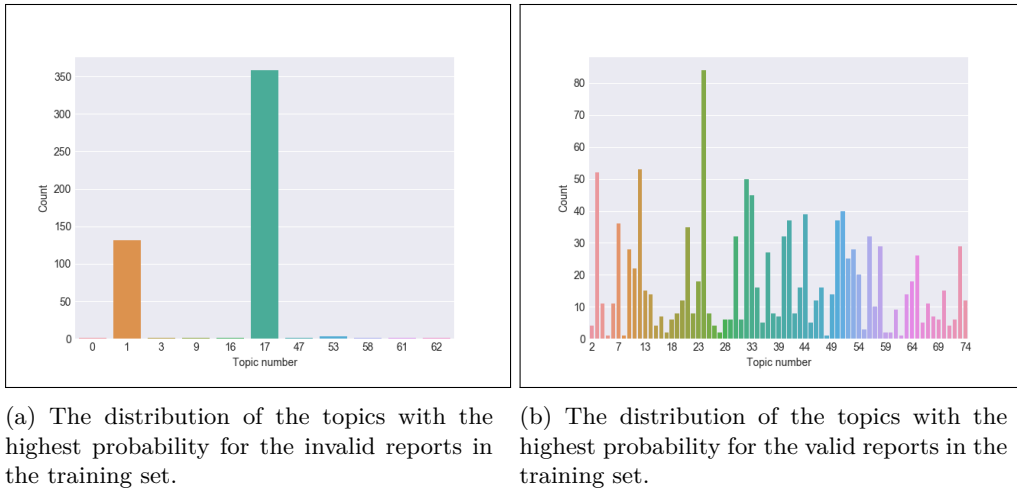 350
300
250
200
150
100
50
0
Count
0 1 3 9 16 17 47 53 58 61 62
Topic number
(a) The distribution of the topics with the
highest probability for the invalid reports in
the training set.
80
70
60
50
40
30
20
10
0
Count
2 7 13 18 23 28 33 39 44 49 54 59 64 69 74
Topic number
(b) The distribution of the topics with the
highest probability for the valid reports in the
training set.